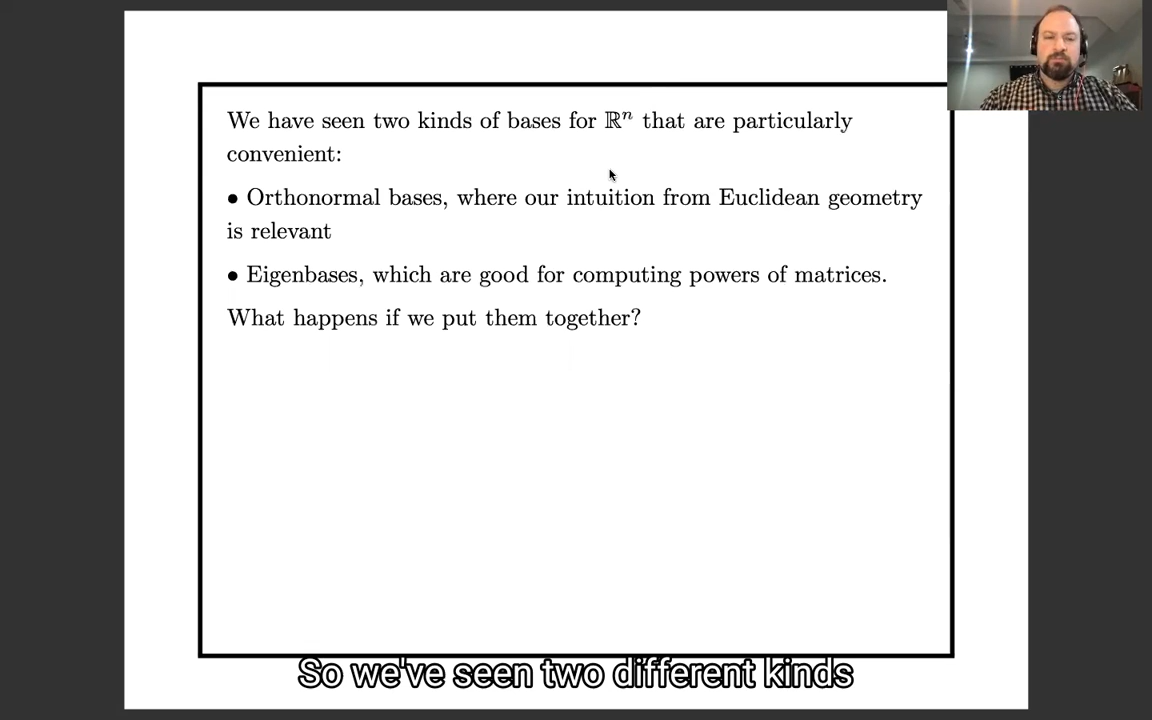 We have seen two kinds of bases for ℝⁿ that are particularly
convenient:
• Orthonormal bases, where our intuition from Euclidean geometry
is relevant
• Eigenbases, which are good for computing powers of matrices.
What happens if we put them together?
So we've seen two different kinds